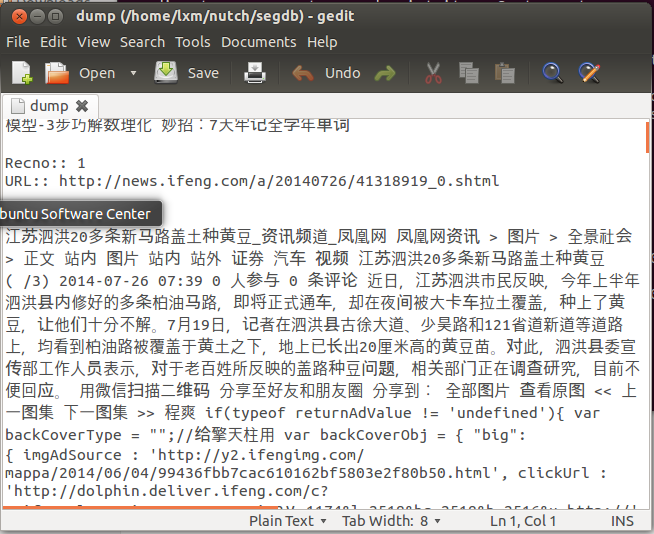 dump (/home/lxm/nutch/segdb) - gedit
File Edit View Search Tools Documents Help
Open Save Undo
dump
模型-3步巧解数理化 妙招：7天牢记全学年单词
Recno:: 1
URL:: http://news.ifeng.com/a/20140726/41318919_0.shtml
buntu Software Center
江苏泗洪20多条新马路盖土种黄豆_资讯频道_凤凰网 凤凰网资讯 > 图片 > 全景社会
> 正文 站内 图片 站内 站外 证券 汽车 视频 江苏泗洪20多条新马路盖土种黄豆
( /3) 2014-07-26 07:39 0 人参与 0 条评论 近日，江苏泗洪市民反映，今年上半年
泗洪县内修好的多条柏油马路，即将正式通车，却在夜间被大卡车拉土覆盖，种上了黄
豆，让他们十分不解。7月19日，记者在泗洪县古徐大道、少昊路和121省道新道等道路
上，均看到柏油路被覆盖于黄土之下，地上已长出20厘米高的黄豆苗。对此，泗洪县委宣
传部工作人员表示，对于老百姓所反映的盖路种豆问题，相关部门正在调查研究，目前不
便回应。 用微信扫描二维码 分享至好友和朋友圈 分享到： 全部图片 查看原图 << 上
一图集 下一图集 >> 程爽 if(typeof returnAdValue != 'undefined'){ var
backCoverType = "";//给擎天柱用 var backCoverObj = { "big":
{ imgAdSource : 'http://y2.ifengimg.com/
mappa/2014/06/04/99436fbb7cac610162bf5803e2f80b50.html', clickUrl :
'http://dolphin.deliver.ifeng.com/c?
Plain Text Tab Width: 8 Ln 1, Col 1 INS